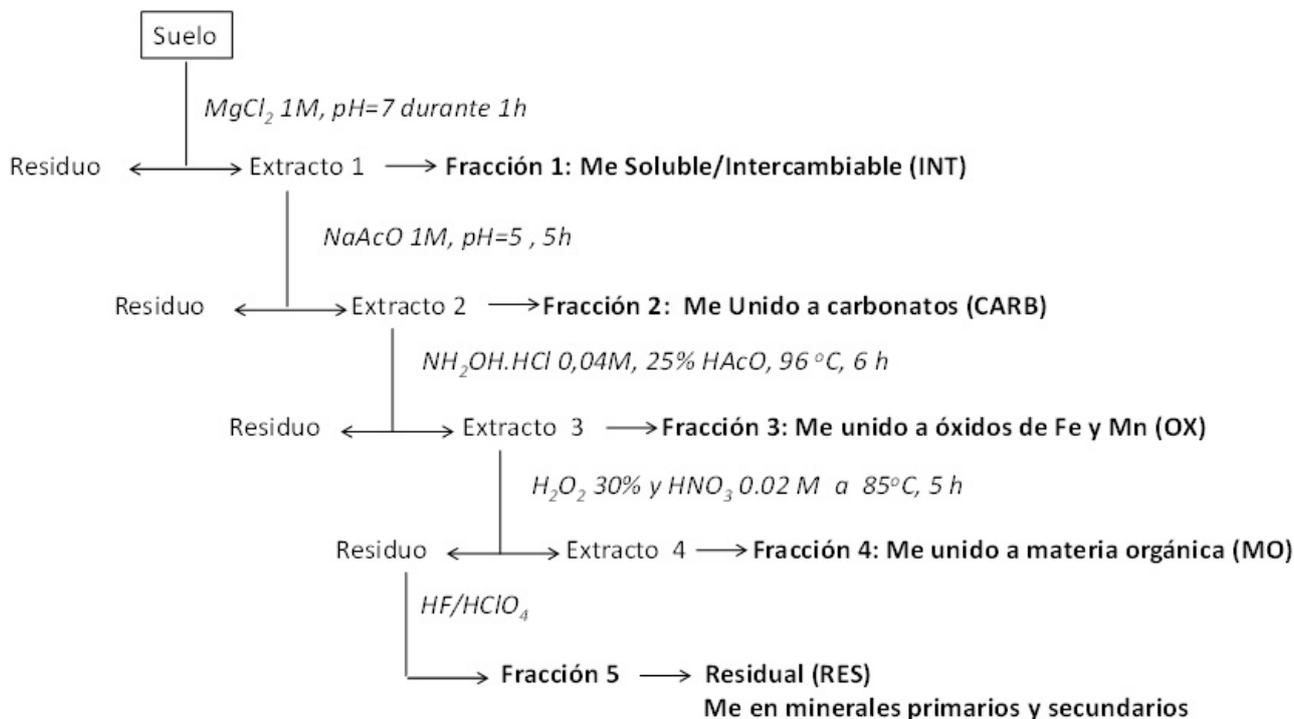 Suelo
MgCl₂ 1M, pH=7 durante 1h
Residuo Extracto 1 Fracción 1: Me Soluble/Intercambiable (INT)
NaAcO 1M, pH=5 , 5h
Residuo Extracto 2 Fracción 2: Me Unido a carbonatos (CARB)
NH₂OH.HCl 0,04M, 25% HAcO, 96 °C, 6 h
Residuo Extracto 3 Fracción 3: Me unido a óxidos de Fe y Mn (OX)
H₂O₂ 30% y HNO₃ 0.02 M a 85°C, 5 h
Residuo Extracto 4 Fracción 4: Me unido a materia orgánica (MO)
HF/HClO₄
Fracción 5 Residual (RES)
Me en minerales primarios y secundarios